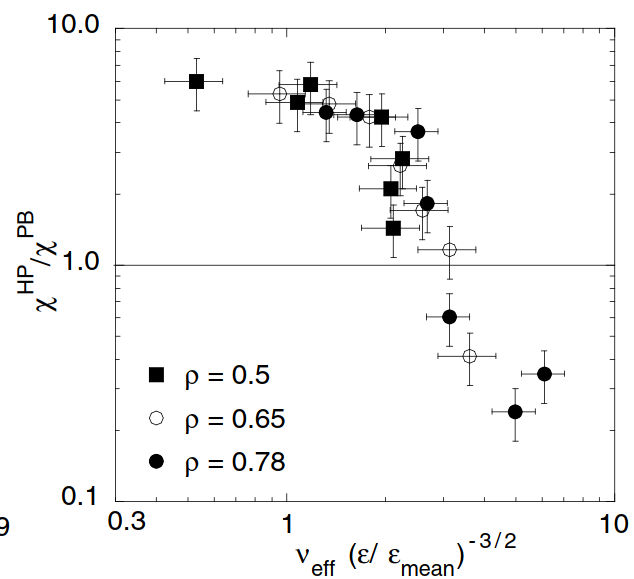 10.0
χ^HP/χ^PB
1.0
ρ = 0.5
ρ = 0.65
ρ = 0.78
0.1
9
0.3
1
10
ν_eff (ε/ ε_mean)^-3/2